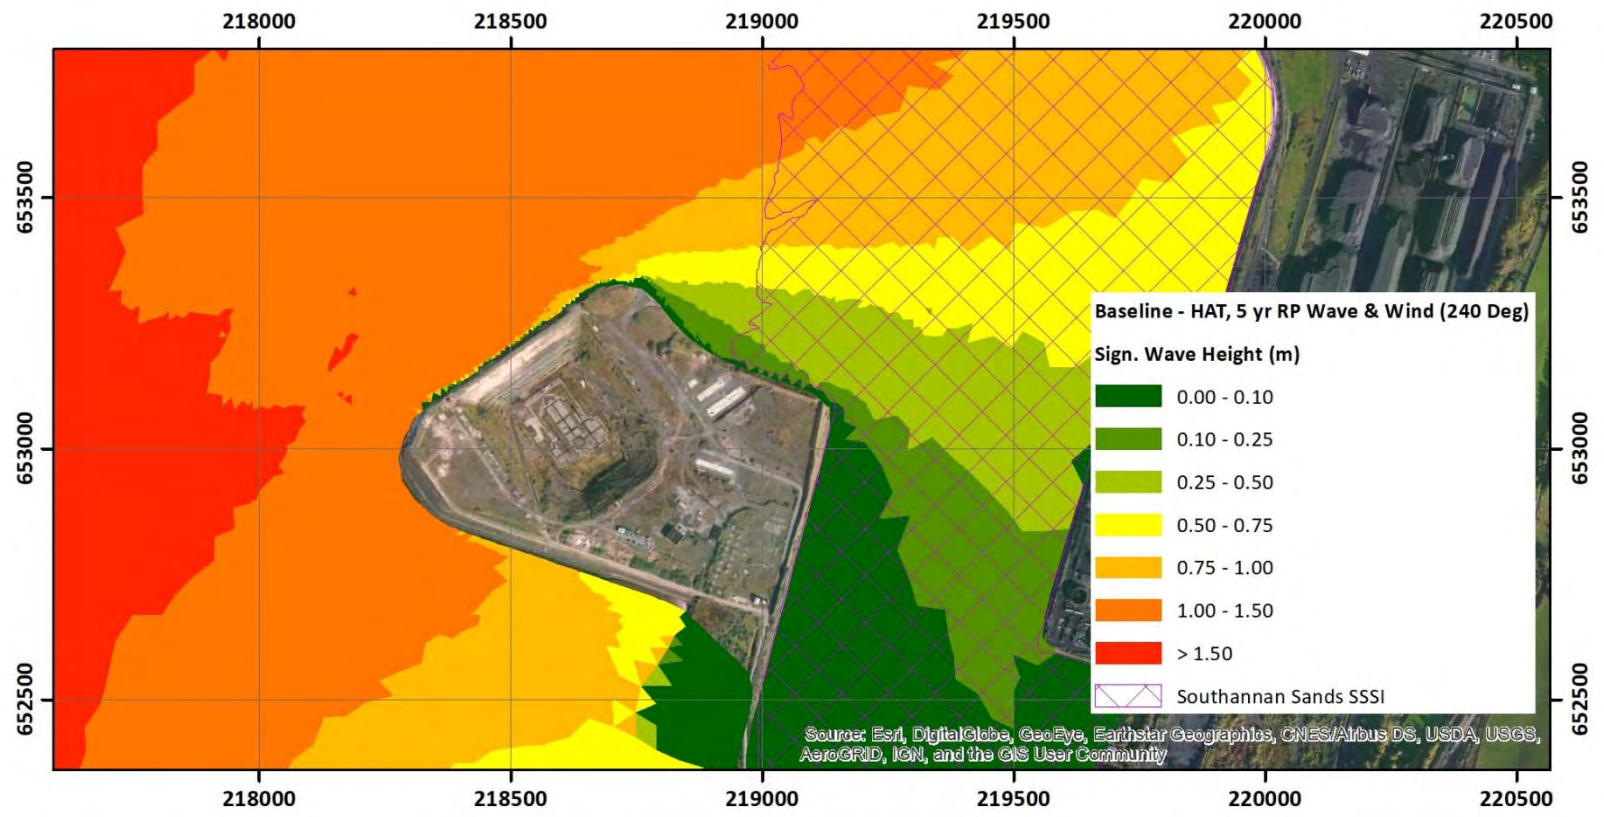 218000 218500 219000 219500 220000 220500
653500 653500
653000 653000
652500 652500
Baseline - HAT, 5 yr RP Wave & Wind (240 Deg)
Sign. Wave Height (m)
0.00 - 0.10
0.10 - 0.25
0.25 - 0.50
0.50 - 0.75
0.75 - 1.00
1.00 - 1.50
> 1.50
Southannan Sands SSSI
Source: Esri, DigitalGlobe, GeoEye, Earthstar Geographics, CNES/Airbus DS, USDA, USGS,
AeroGRID, IGN, and the GIS User Community
218000 218500 219000 219500 220000 220500